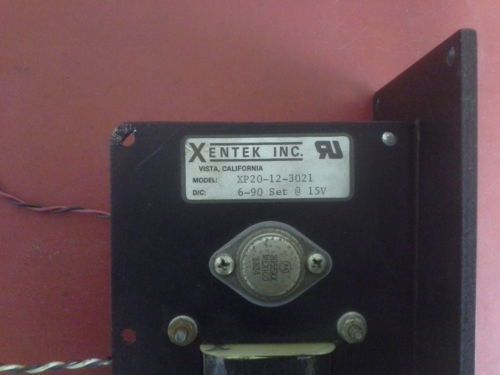 XENTEK INC.
VISTA, CALIFORNIA
MODEL: XP20-12-3021
D/C: 6-90 Set @ 15V